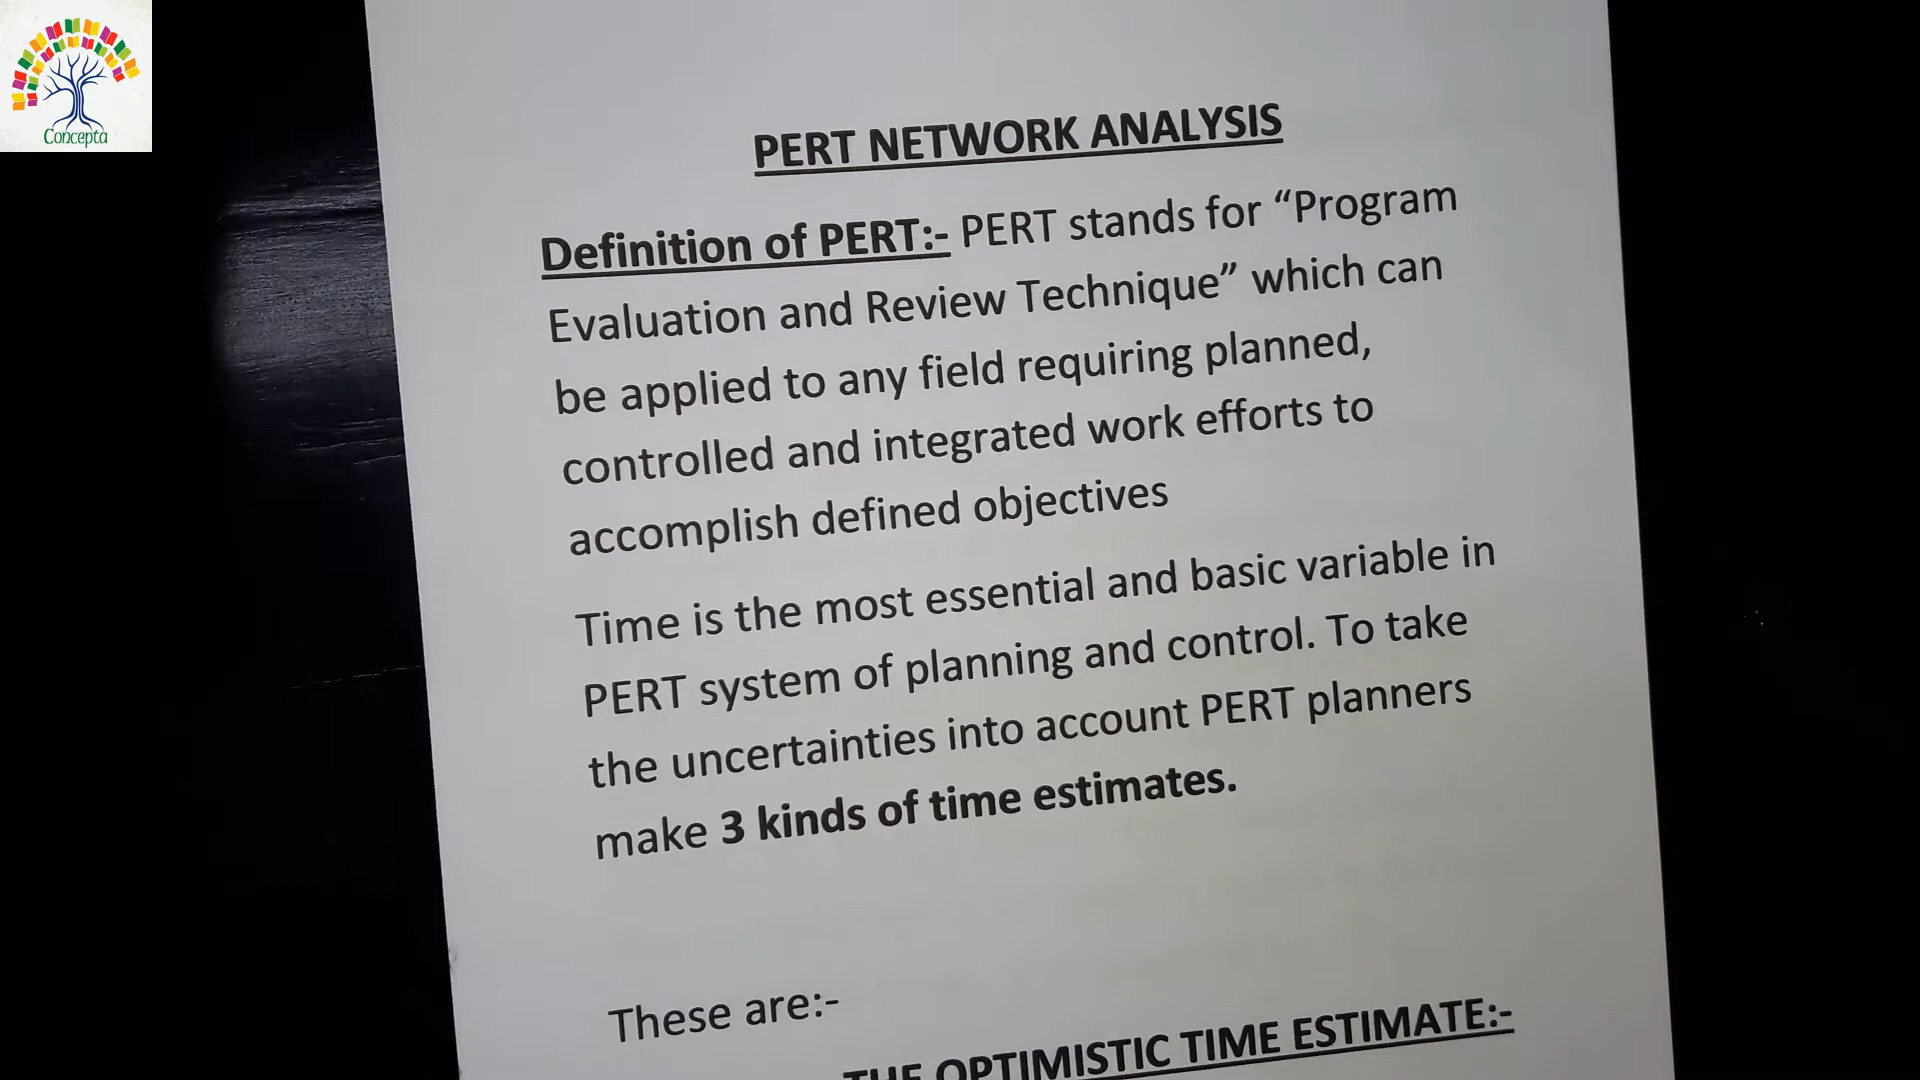 Concepta
PERT NETWORK ANALYSIS
Definition of PERT:- PERT stands for “Program
Evaluation and Review Technique” which can
be applied to any field requiring planned,
controlled and integrated work efforts to
accomplish defined objectives
Time is the most essential and basic variable in
PERT system of planning and control. To take
the uncertainties into account PERT planners
make 3 kinds of time estimates.
These are:-
THE OPTIMISTIC TIME ESTIMATE:-